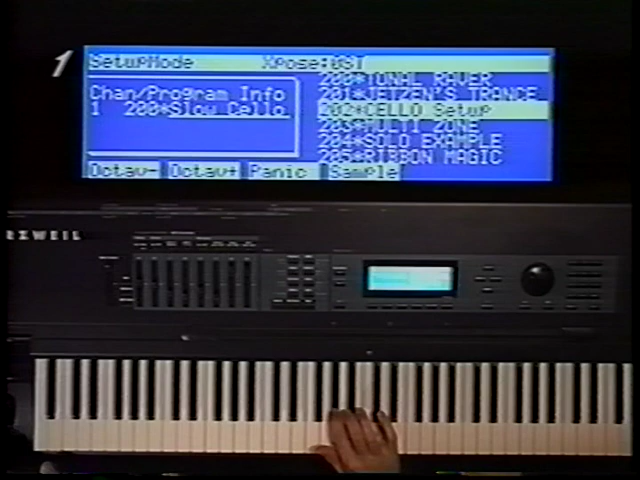 1
SetupMode Xpose:0ST
Chan/Program Info
1 200*Slow Cello
200*TONAL RAVER
201*JETZEN'S TRANCE
202*CELLO Setup
203*MULTI ZONE
204*SOLO EXAMPLE
205*RIBBON MAGIC
Octav- Octav+ Panic Sample
RZWEIL